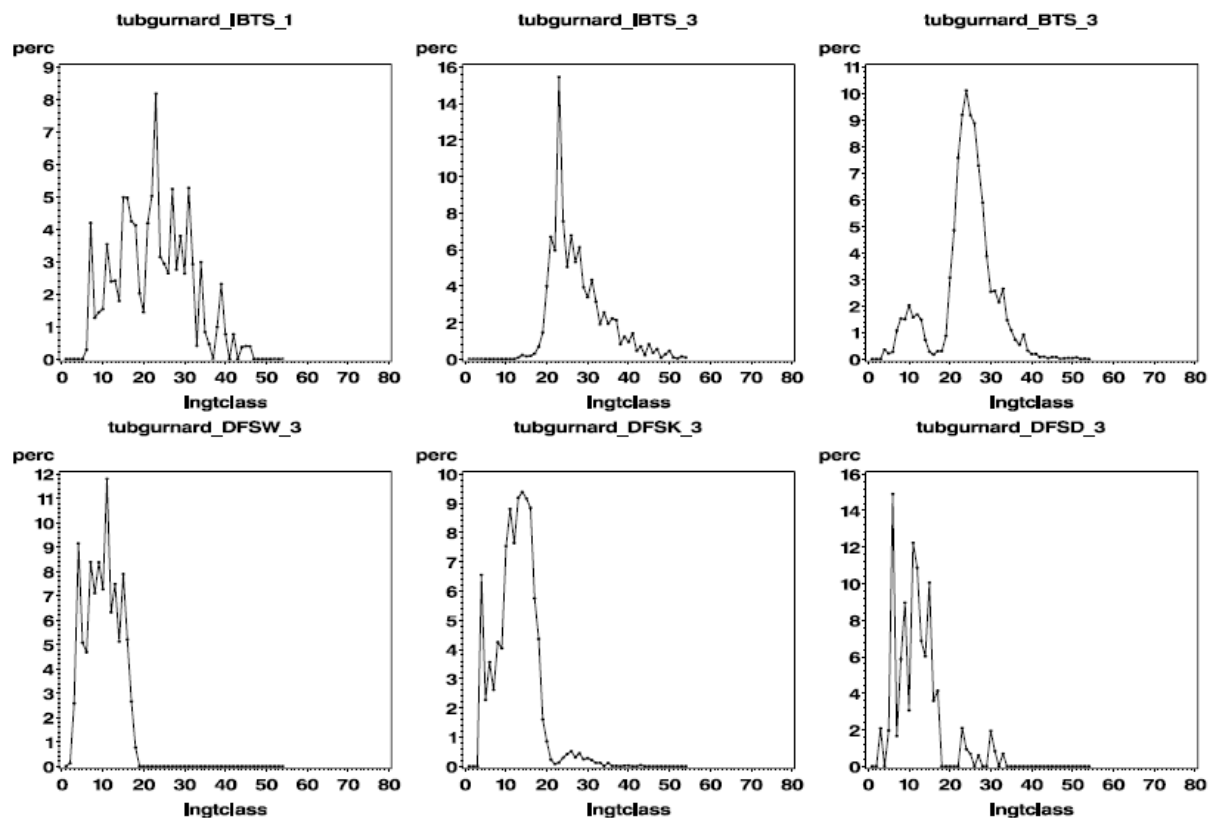 tubgurnard_IBTS_1
perc
9
8
7
6
5
4
3
2
1
0
0 10 20 30 40 50 60 70 80
lngtclass
tubgurnard_IBTS_3
perc
16
14
12
10
8
6
4
2
0
0 10 20 30 40 50 60 70 80
lngtclass
tubgurnard_BTS_3
perc
11
10
9
8
7
6
5
4
3
2
1
0
0 10 20 30 40 50 60 70 80
lngtclass
tubgurnard_DFSW_3
perc
12
11
10
9
8
7
6
5
4
3
2
1
0
0 10 20 30 40 50 60 70 80
lngtclass
tubgurnard_DFSK_3
perc
10
9
8
7
6
5
4
3
2
1
0
0 10 20 30 40 50 60 70 80
lngtclass
tubgurnard_DFSD_3
perc
16
14
12
10
8
6
4
2
0
0 10 20 30 40 50 60 70 80
lngtclass